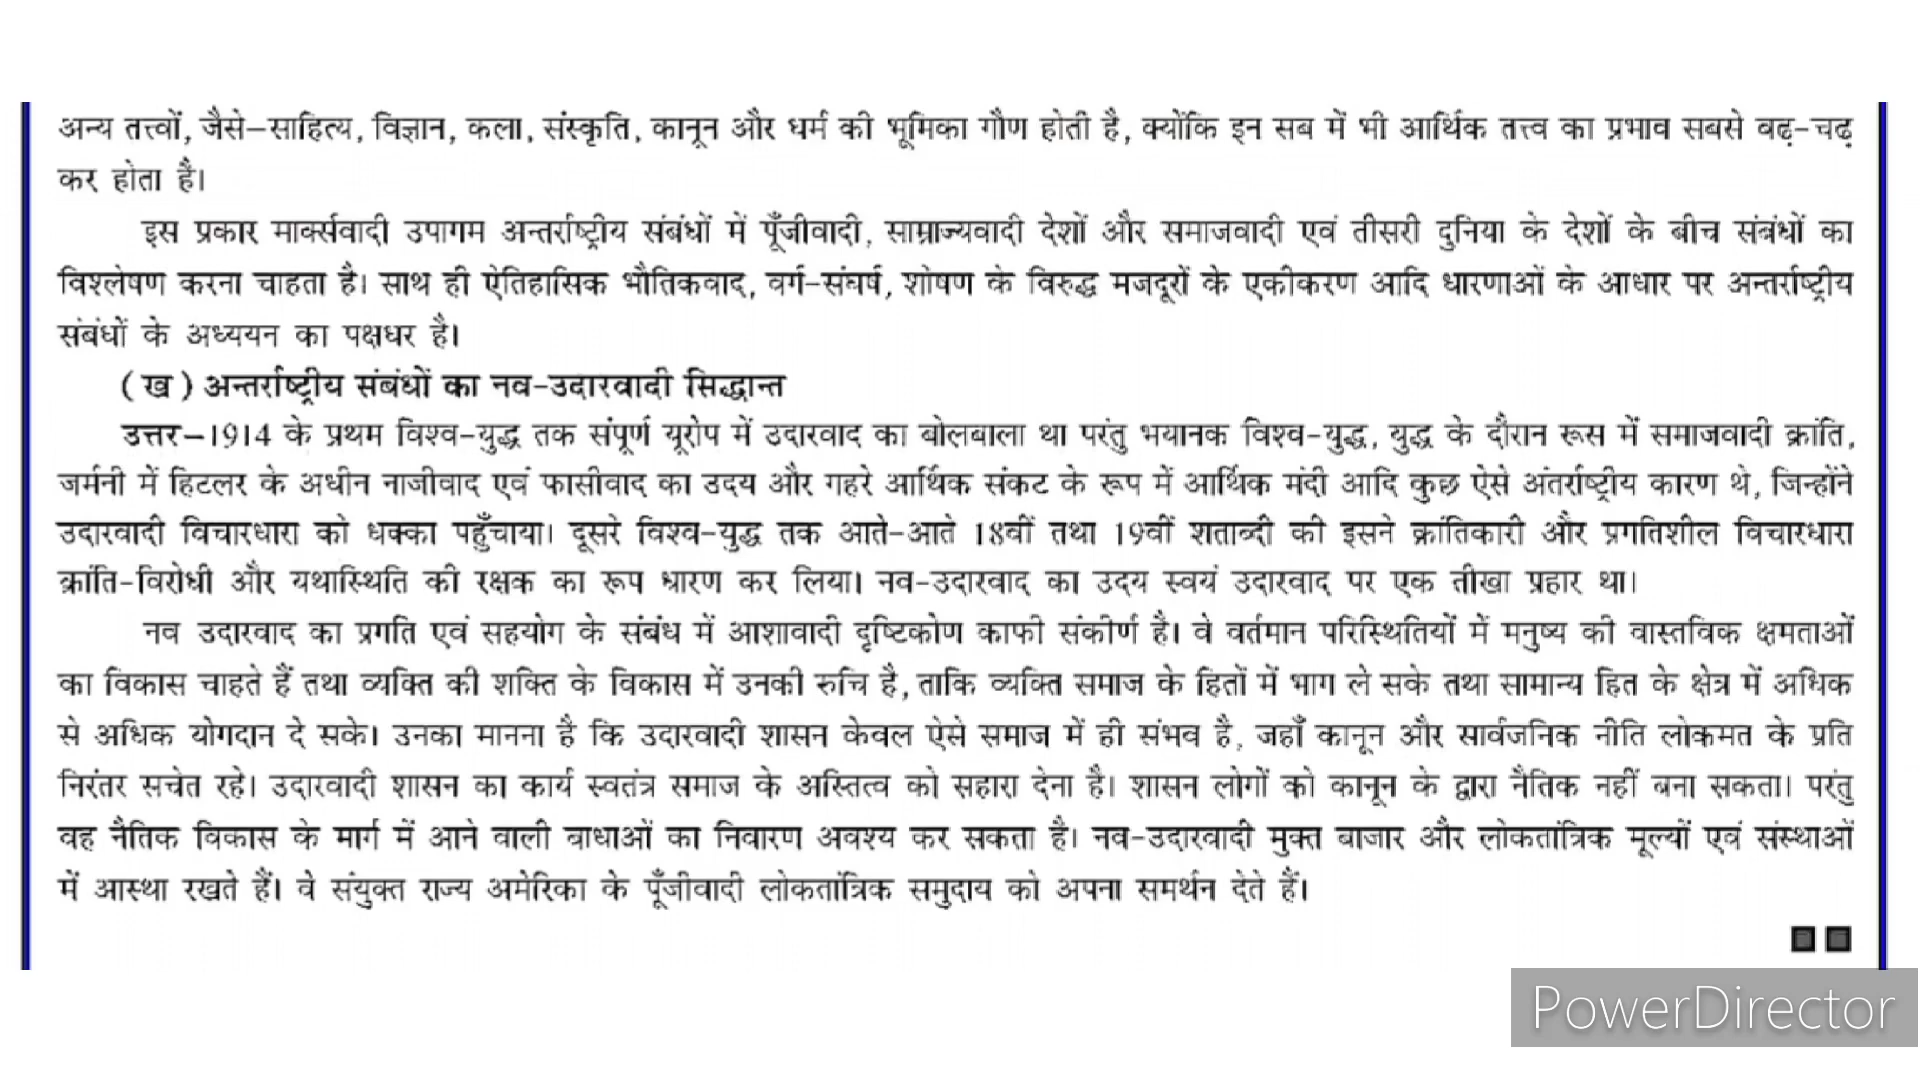 अन्य तत्त्वों, जैसे–साहित्य, विज्ञान, कला, संस्कृति, कानून और धर्म की भूमिका गौण होती है, क्योंकि इन सब में भी आर्थिक तत्त्व का प्रभाव सबसे बढ़-चढ़
कर होता है।
इस प्रकार मार्क्सवादी उपागम अन्तर्राष्ट्रीय संबंधों में पूँजीवादी, साम्राज्यवादी देशों और समाजवादी एवं तीसरी दुनिया के देशों के बीच संबंधों का
विश्लेषण करना चाहता है। साथ ही ऐतिहासिक भौतिकवाद, वर्ग-संघर्ष, शोषण के विरुद्ध मजदूरों के एकीकरण आदि धारणाओं के आधार पर अन्तर्राष्ट्रीय
संबंधों के अध्ययन का पक्षधर है।
(ख) अन्तर्राष्ट्रीय संबंधों का नव-उदारवादी सिद्धान्त
उत्तर–1914 के प्रथम विश्व-युद्ध तक संपूर्ण यूरोप में उदारवाद का बोलबाला था परंतु भयानक विश्व-युद्ध, युद्ध के दौरान रूस में समाजवादी क्रांति,
जर्मनी में हिटलर के अधीन नाजीवाद एवं फासीवाद का उदय और गहरे आर्थिक संकट के रूप में आर्थिक मंदी आदि कुछ ऐसे अंतर्राष्ट्रीय कारण थे, जिन्होंने
उदारवादी विचारधारा को धक्का पहुँचाया। दूसरे विश्व-युद्ध तक आते-आते 18वीं तथा 19वीं शताब्दी की इसने क्रांतिकारी और प्रगतिशील विचारधारा
क्रांति-विरोधी और यथास्थिति की रक्षक का रूप धारण कर लिया। नव-उदारवाद का उदय स्वयं उदारवाद पर एक तीखा प्रहार था।
नव उदारवाद का प्रगति एवं सहयोग के संबंध में आशावादी दृष्टिकोण काफी संकीर्ण है। वे वर्तमान परिस्थितियों में मनुष्य की वास्तविक क्षमताओं
का विकास चाहते हैं तथा व्यक्ति की शक्ति के विकास में उनकी रुचि है, ताकि व्यक्ति समाज के हितों में भाग ले सके तथा सामान्य हित के क्षेत्र में अधिक
से अधिक योगदान दे सके। उनका मानना है कि उदारवादी शासन केवल ऐसे समाज में ही संभव है, जहाँ कानून और सार्वजनिक नीति लोकमत के प्रति
निरंतर सचेत रहे। उदारवादी शासन का कार्य स्वतंत्र समाज के अस्तित्व को सहारा देना है। शासन लोगों को कानून के द्वारा नैतिक नहीं बना सकता। परंतु
वह नैतिक विकास के मार्ग में आने वाली बाधाओं का निवारण अवश्य कर सकता है। नव-उदारवादी मुक्त बाजार और लोकतांत्रिक मूल्यों एवं संस्थाओं
में आस्था रखते हैं। वे संयुक्त राज्य अमेरिका के पूँजीवादी लोकतांत्रिक समुदाय को अपना समर्थन देते हैं।
PowerDirector